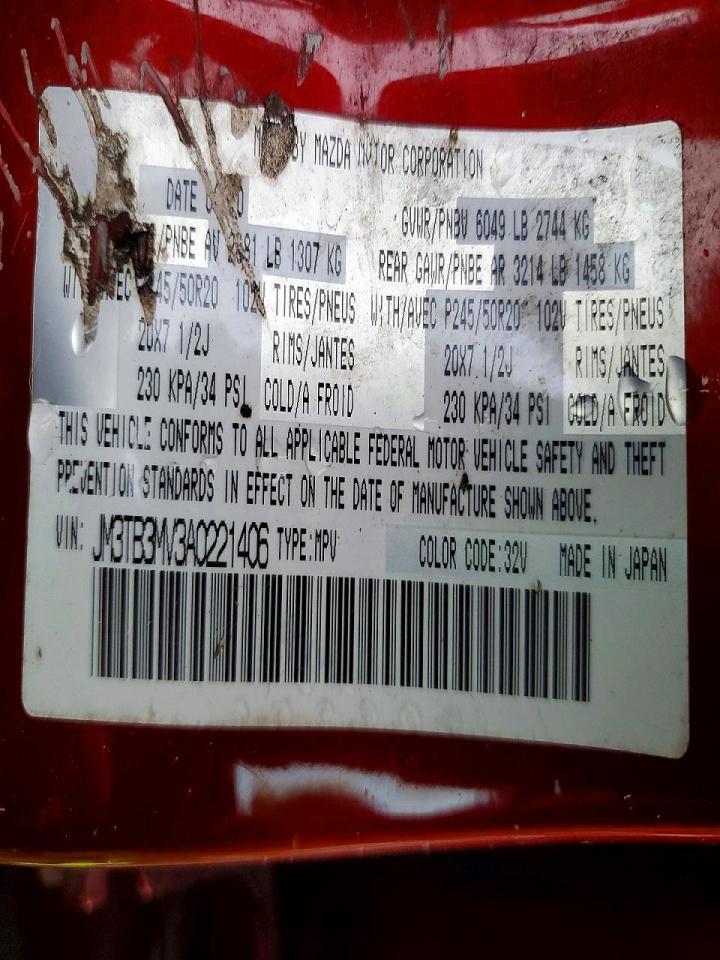 BY MAZDA MOTOR CORPORATION
DATE
GVWR/PNBV 6049 LB 2744 KG
/PNBE AV LB 1307 KG
REAR GAWR/PNBE AR 3214 LB 1458 KG
245/50R20 102V TIRES/PNEUS
WITH/AVEC P245/50R20 102V TIRES/PNEUS
20X7 1/2J RIMS/JANTES
20X7 1/2J RIMS/JANTES
230 KPA/34 PSI COLD/A FROID
230 KPA/34 PSI COLD/A FROID
THIS VEHICLE CONFORMS TO ALL APPLICABLE FEDERAL MOTOR VEHICLE SAFETY AND THEFT
PREVENTION STANDARDS IN EFFECT ON THE DATE OF MANUFACTURE SHOWN ABOVE.
VIN: JM3TB3MV3A0221406 TYPE:MPV COLOR CODE:32V MADE IN JAPAN